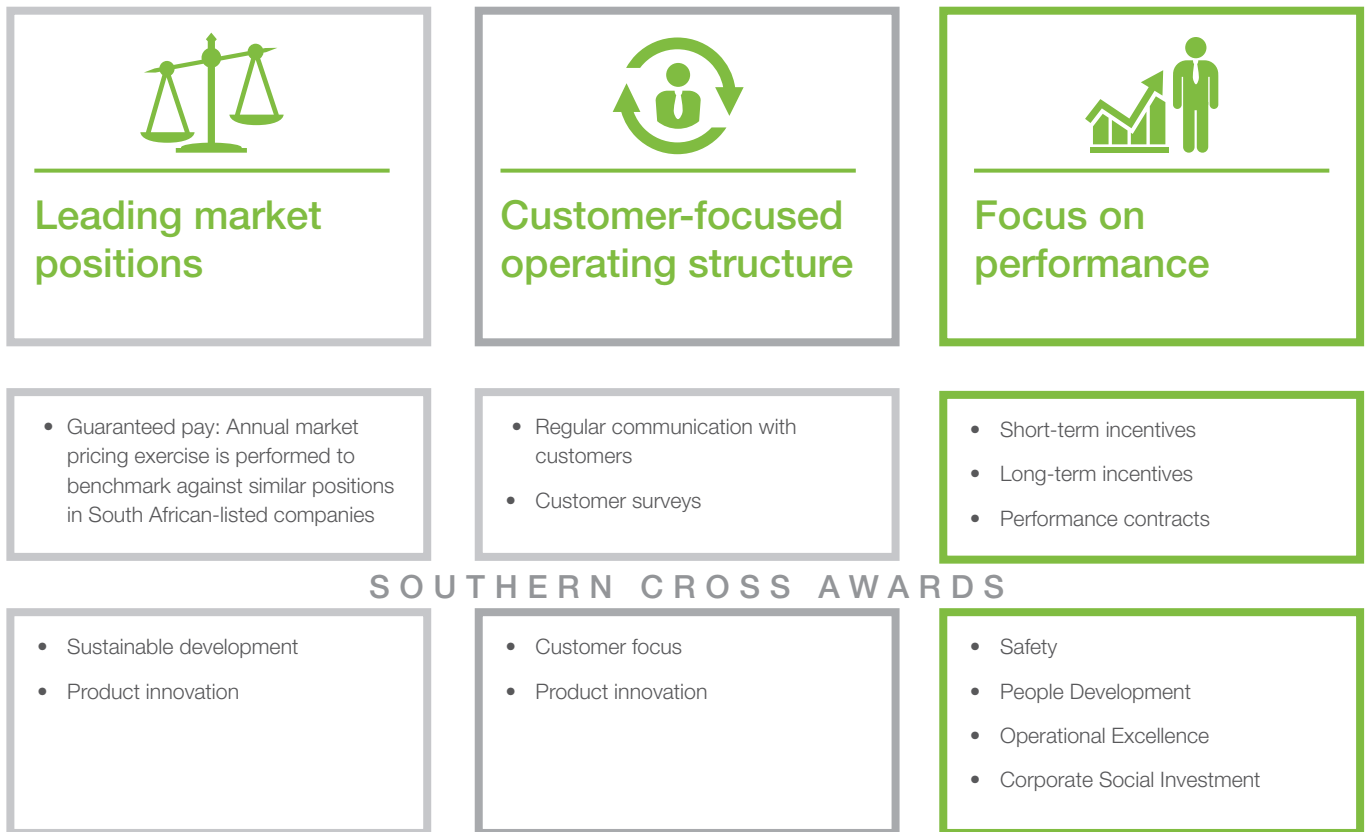 Leading market
positions
Customer-focused
operating structure
Focus on
performance
• Guaranteed pay: Annual market
pricing exercise is performed to
benchmark against similar positions
in South African-listed companies
• Regular communication with
customers
• Customer surveys
• Short-term incentives
• Long-term incentives
• Performance contracts
SOUTHERN CROSS AWARDS
• Sustainable development
• Product innovation
• Customer focus
• Product innovation
• Safety
• People Development
• Operational Excellence
• Corporate Social Investment